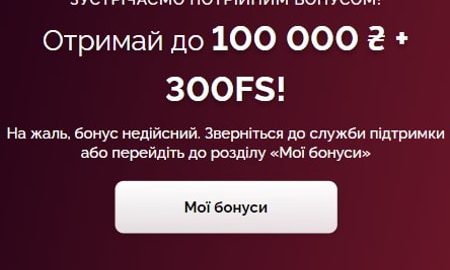 ЗУСТРІЧАЄМО ПОТРІЙНИМ БОНУСОМ!
Отримай до 100 000 ₴ +
300FS!
На жаль, бонус недійсний. Зверніться до служби підтримки
або перейдіть до розділу «Мої бонуси»
Мої бонуси